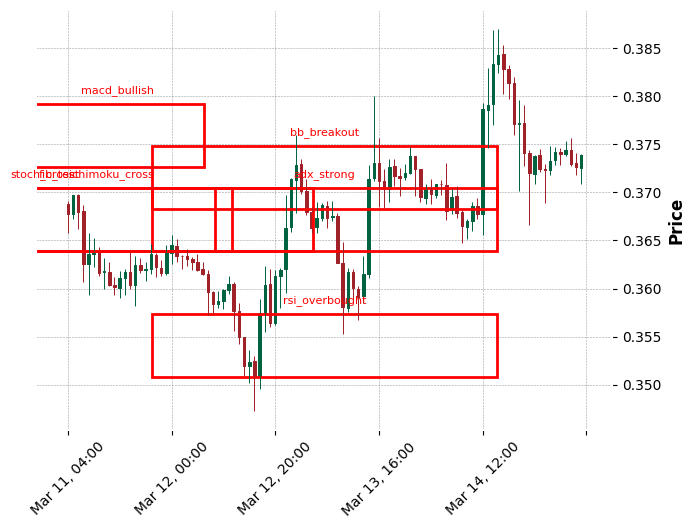 macd_bullish
bb_breakout
ichimoku_cross
adx_strong
rsi_overbought
0.385
0.380
0.375
0.370
0.365
0.360
0.355
0.350
Price
Mar 11, 04:00
Mar 12, 00:00
Mar 12, 20:00
Mar 13, 16:00
Mar 14, 12:00